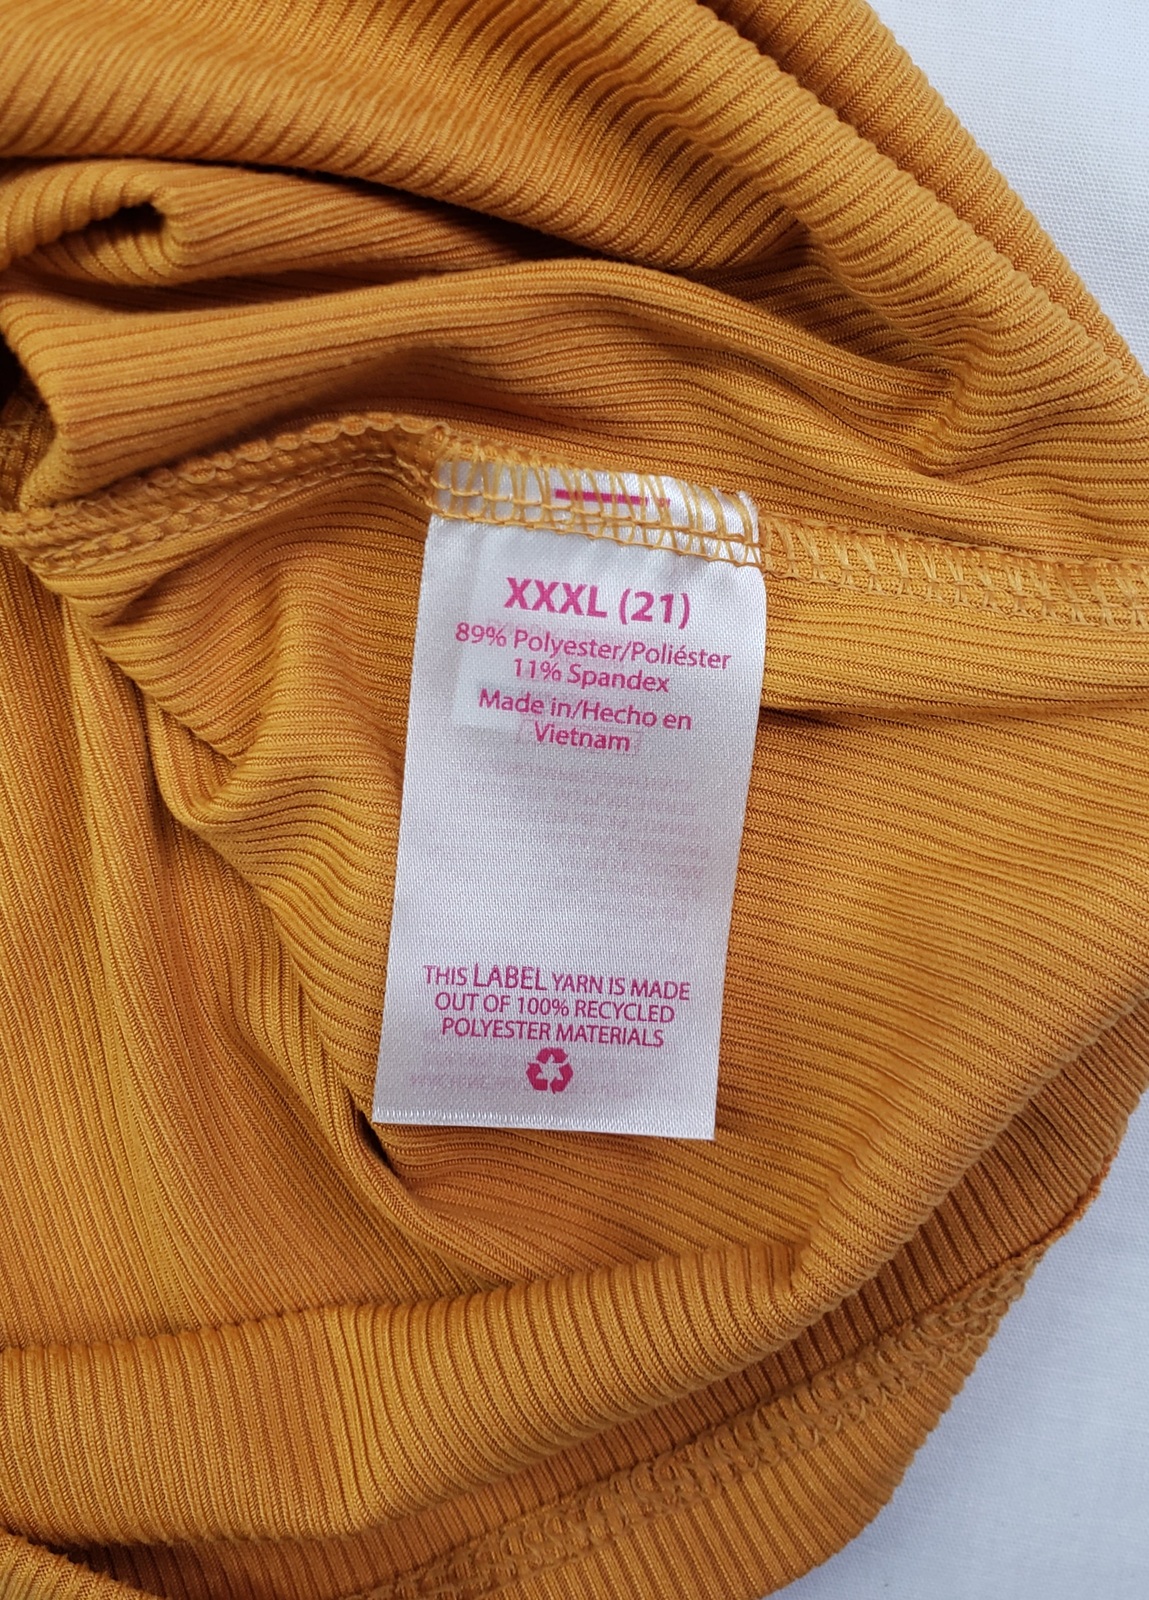 XXXL (21)
89% Polyester/Poliéster
11% Spandex
Made in/Hecho en
Vietnam
THIS LABEL YARN IS MADE
OUT OF 100% RECYCLED
POLYESTER MATERIALS